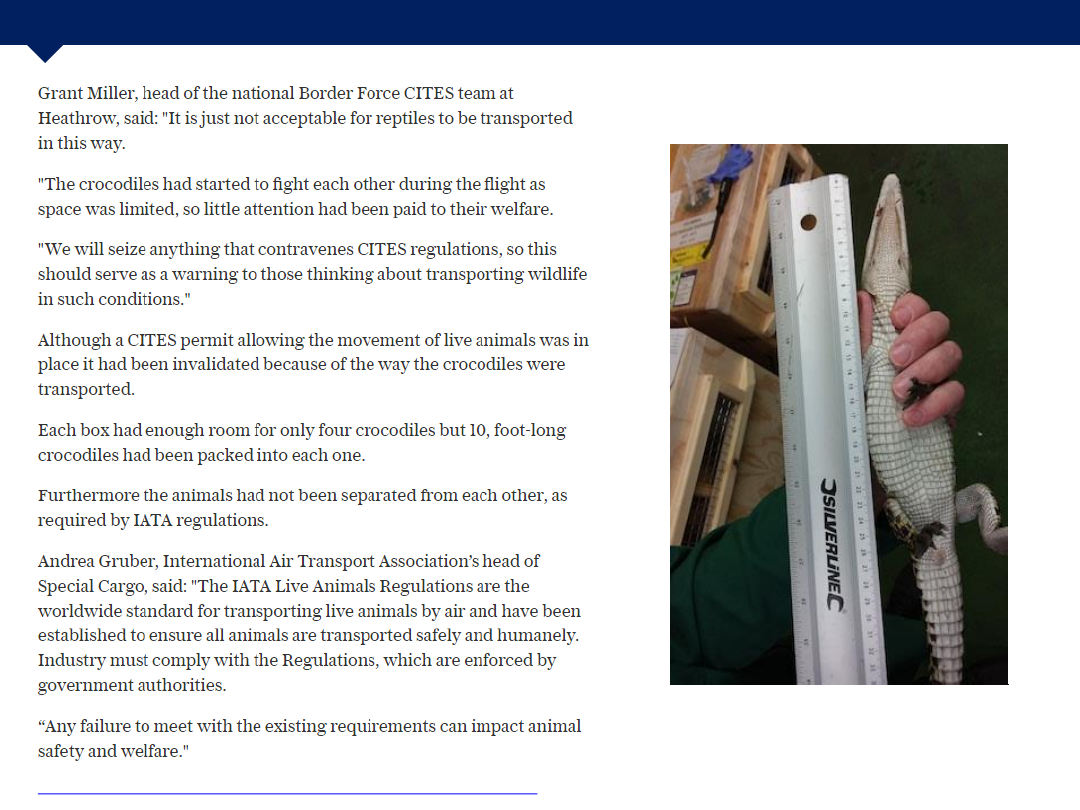 Grant Miller, head of the national Border Force CITES team at
Heathrow, said: "It is just not acceptable for reptiles to be transported
in this way.
"The crocodiles had started to fight each other during the flight as
space was limited, so little attention had been paid to their welfare.
"We will seize anything that contravenes CITES regulations, so this
should serve as a warning to those thinking about transporting wildlife
in such conditions."
Although a CITES permit allowing the movement of live animals was in
place it had been invalidated because of the way the crocodiles were
transported.
Each box had enough room for only four crocodiles but 10, foot-long
crocodiles had been packed into each one.
Furthermore the animals had not been separated from each other, as
required by IATA regulations.
Andrea Gruber, International Air Transport Association’s head of
Special Cargo, said: "The IATA Live Animals Regulations are the
worldwide standard for transporting live animals by air and have been
established to ensure all animals are transported safely and humanely.
Industry must comply with the Regulations, which are enforced by
government authorities.
“Any failure to meet with the existing requirements can impact animal
safety and welfare."
SILVERLINE